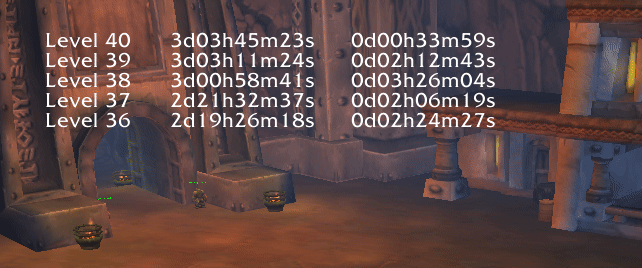 Level 40 3d03h45m23s 0d00h33m59s
Level 39 3d03h11m24s 0d02h12m43s
Level 38 3d00h58m41s 0d03h26m04s
Level 37 2d21h32m37s 0d02h06m19s
Level 36 2d19h26m18s 0d02h24m27s